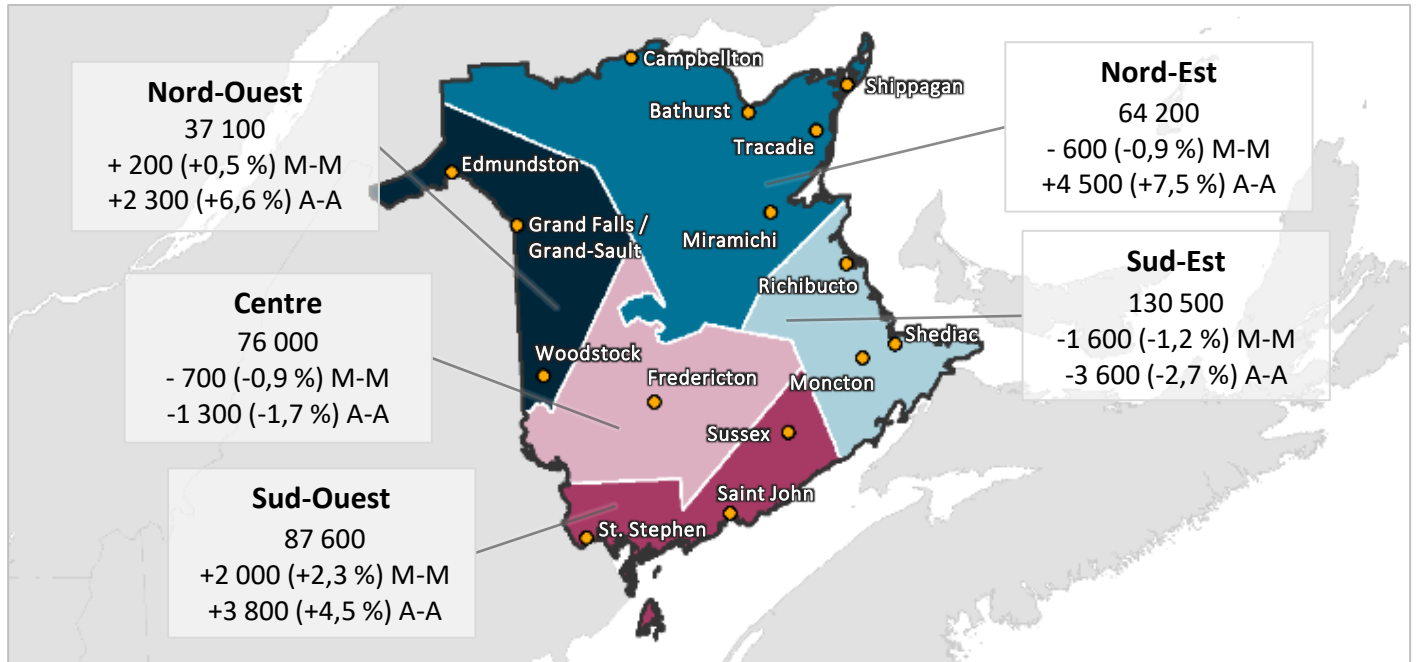 Nord-Ouest
37 100
+ 200 (+0,5 %) M-M
+2 300 (+6,6 %) A-A
Centre
76 000
- 700 (-0,9 %) M-M
-1 300 (-1,7 %) A-A
Sud-Ouest
87 600
+2 000 (+2,3 %) M-M
+3 800 (+4,5 %) A-A
Campbellton
Shippagan
Bathurst
Tracadie
Edmundston
Grand Falls /
Grand-Sault
Miramichi
Richibucto
Shediac
Woodstock
Fredericton
Moncton
Sussex
Saint John
St. Stephen
Nord-Est
64 200
- 600 (-0,9 %) M-M
+4 500 (+7,5 %) A-A
Sud-Est
130 500
-1 600 (-1,2 %) M-M
-3 600 (-2,7 %) A-A